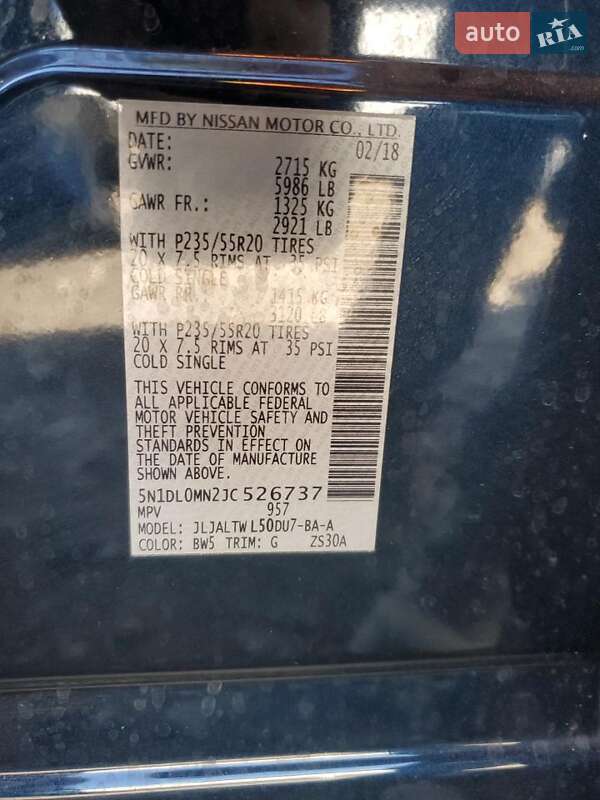 auto RIA .com
MFD BY NISSAN MOTOR CO., LTD.
DATE: 02/18
GVWR: 2715 KG
5986 LB
GAWR FR.: 1325 KG
2921 LB
WITH P235/55R20 TIRES
20 X 7.5 RIMS AT 35 PSI
COLD SINGLE
GAWR RR. 1415 KG
3120 LB
WITH P235/55R20 TIRES
20 X 7.5 RIMS AT 35 PSI
COLD SINGLE
THIS VEHICLE CONFORMS TO
ALL APPLICABLE FEDERAL
MOTOR VEHICLE SAFETY AND
THEFT PREVENTION
STANDARDS IN EFFECT ON
THE DATE OF MANUFACTURE
SHOWN ABOVE.
5N1DL0MN2JC526737
MPV 957
MODEL: JLJALTWL50DU7-BA-A
COLOR: BW5 TRIM: G ZS30A